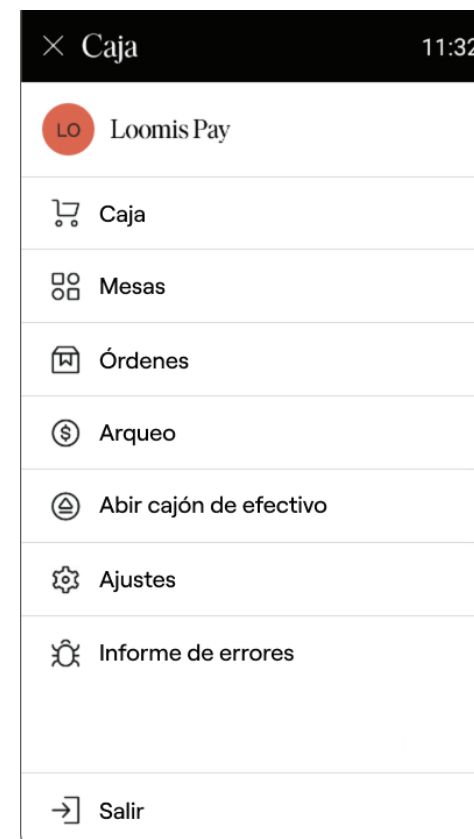 Caja
11:32
LO
Loomis Pay
Caja
Mesas
Órdenes
Arqueo
Abir cajón de efectivo
Ajustes
Informe de errores
Salir